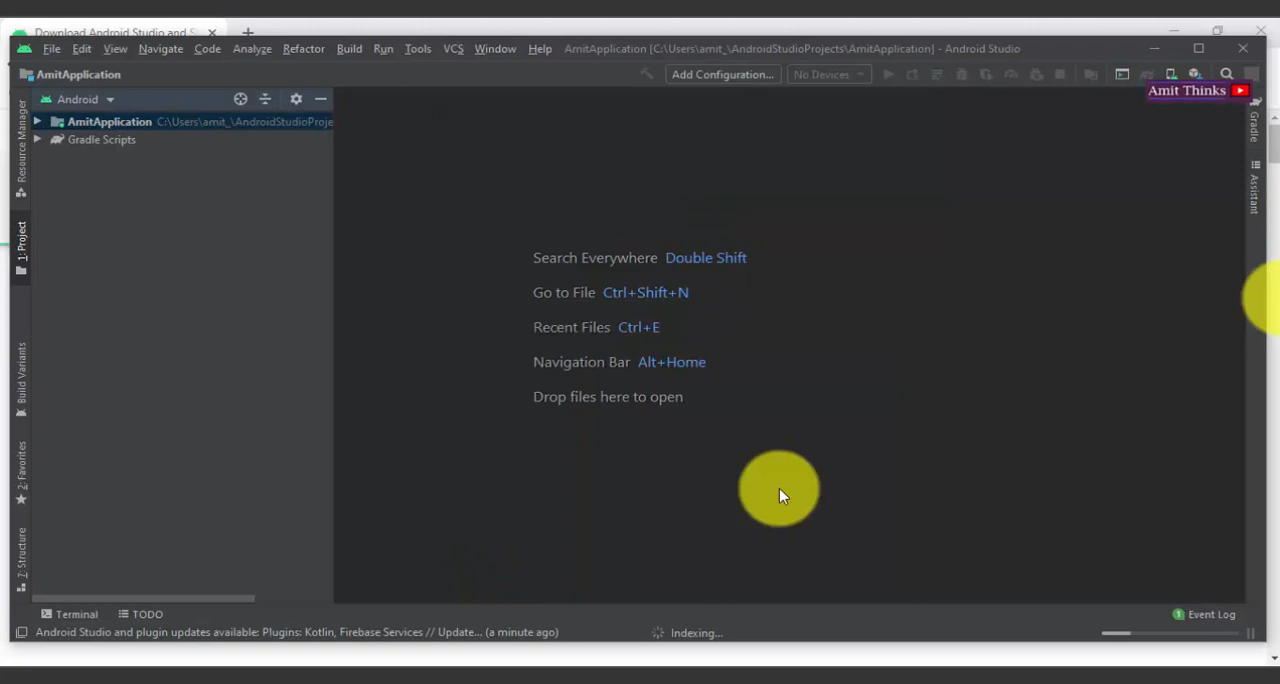 Download Android Studio and S
File Edit View Navigate Code Analyze Refactor Build Run Tools VCS Window Help AmitApplication [C:\Users\amit_\AndroidStudioProjects\AmitApplication] - Android Studio
AmitApplication Add Configuration... No Devices
Amit Thinks
Android
AmitApplication C:\Users\amit_\AndroidStudioProje
Gradle Scripts
Resource Manager
1: Project
Build Variants
2: Favorites
7: Structure
Gradle
Assistant
Search Everywhere Double Shift
Go to File Ctrl+Shift+N
Recent Files Ctrl+E
Navigation Bar Alt+Home
Drop files here to open
Terminal TODO 1 Event Log
Android Studio and plugin updates available: Plugins: Kotlin, Firebase Services // Update... (a minute ago) Indexing...